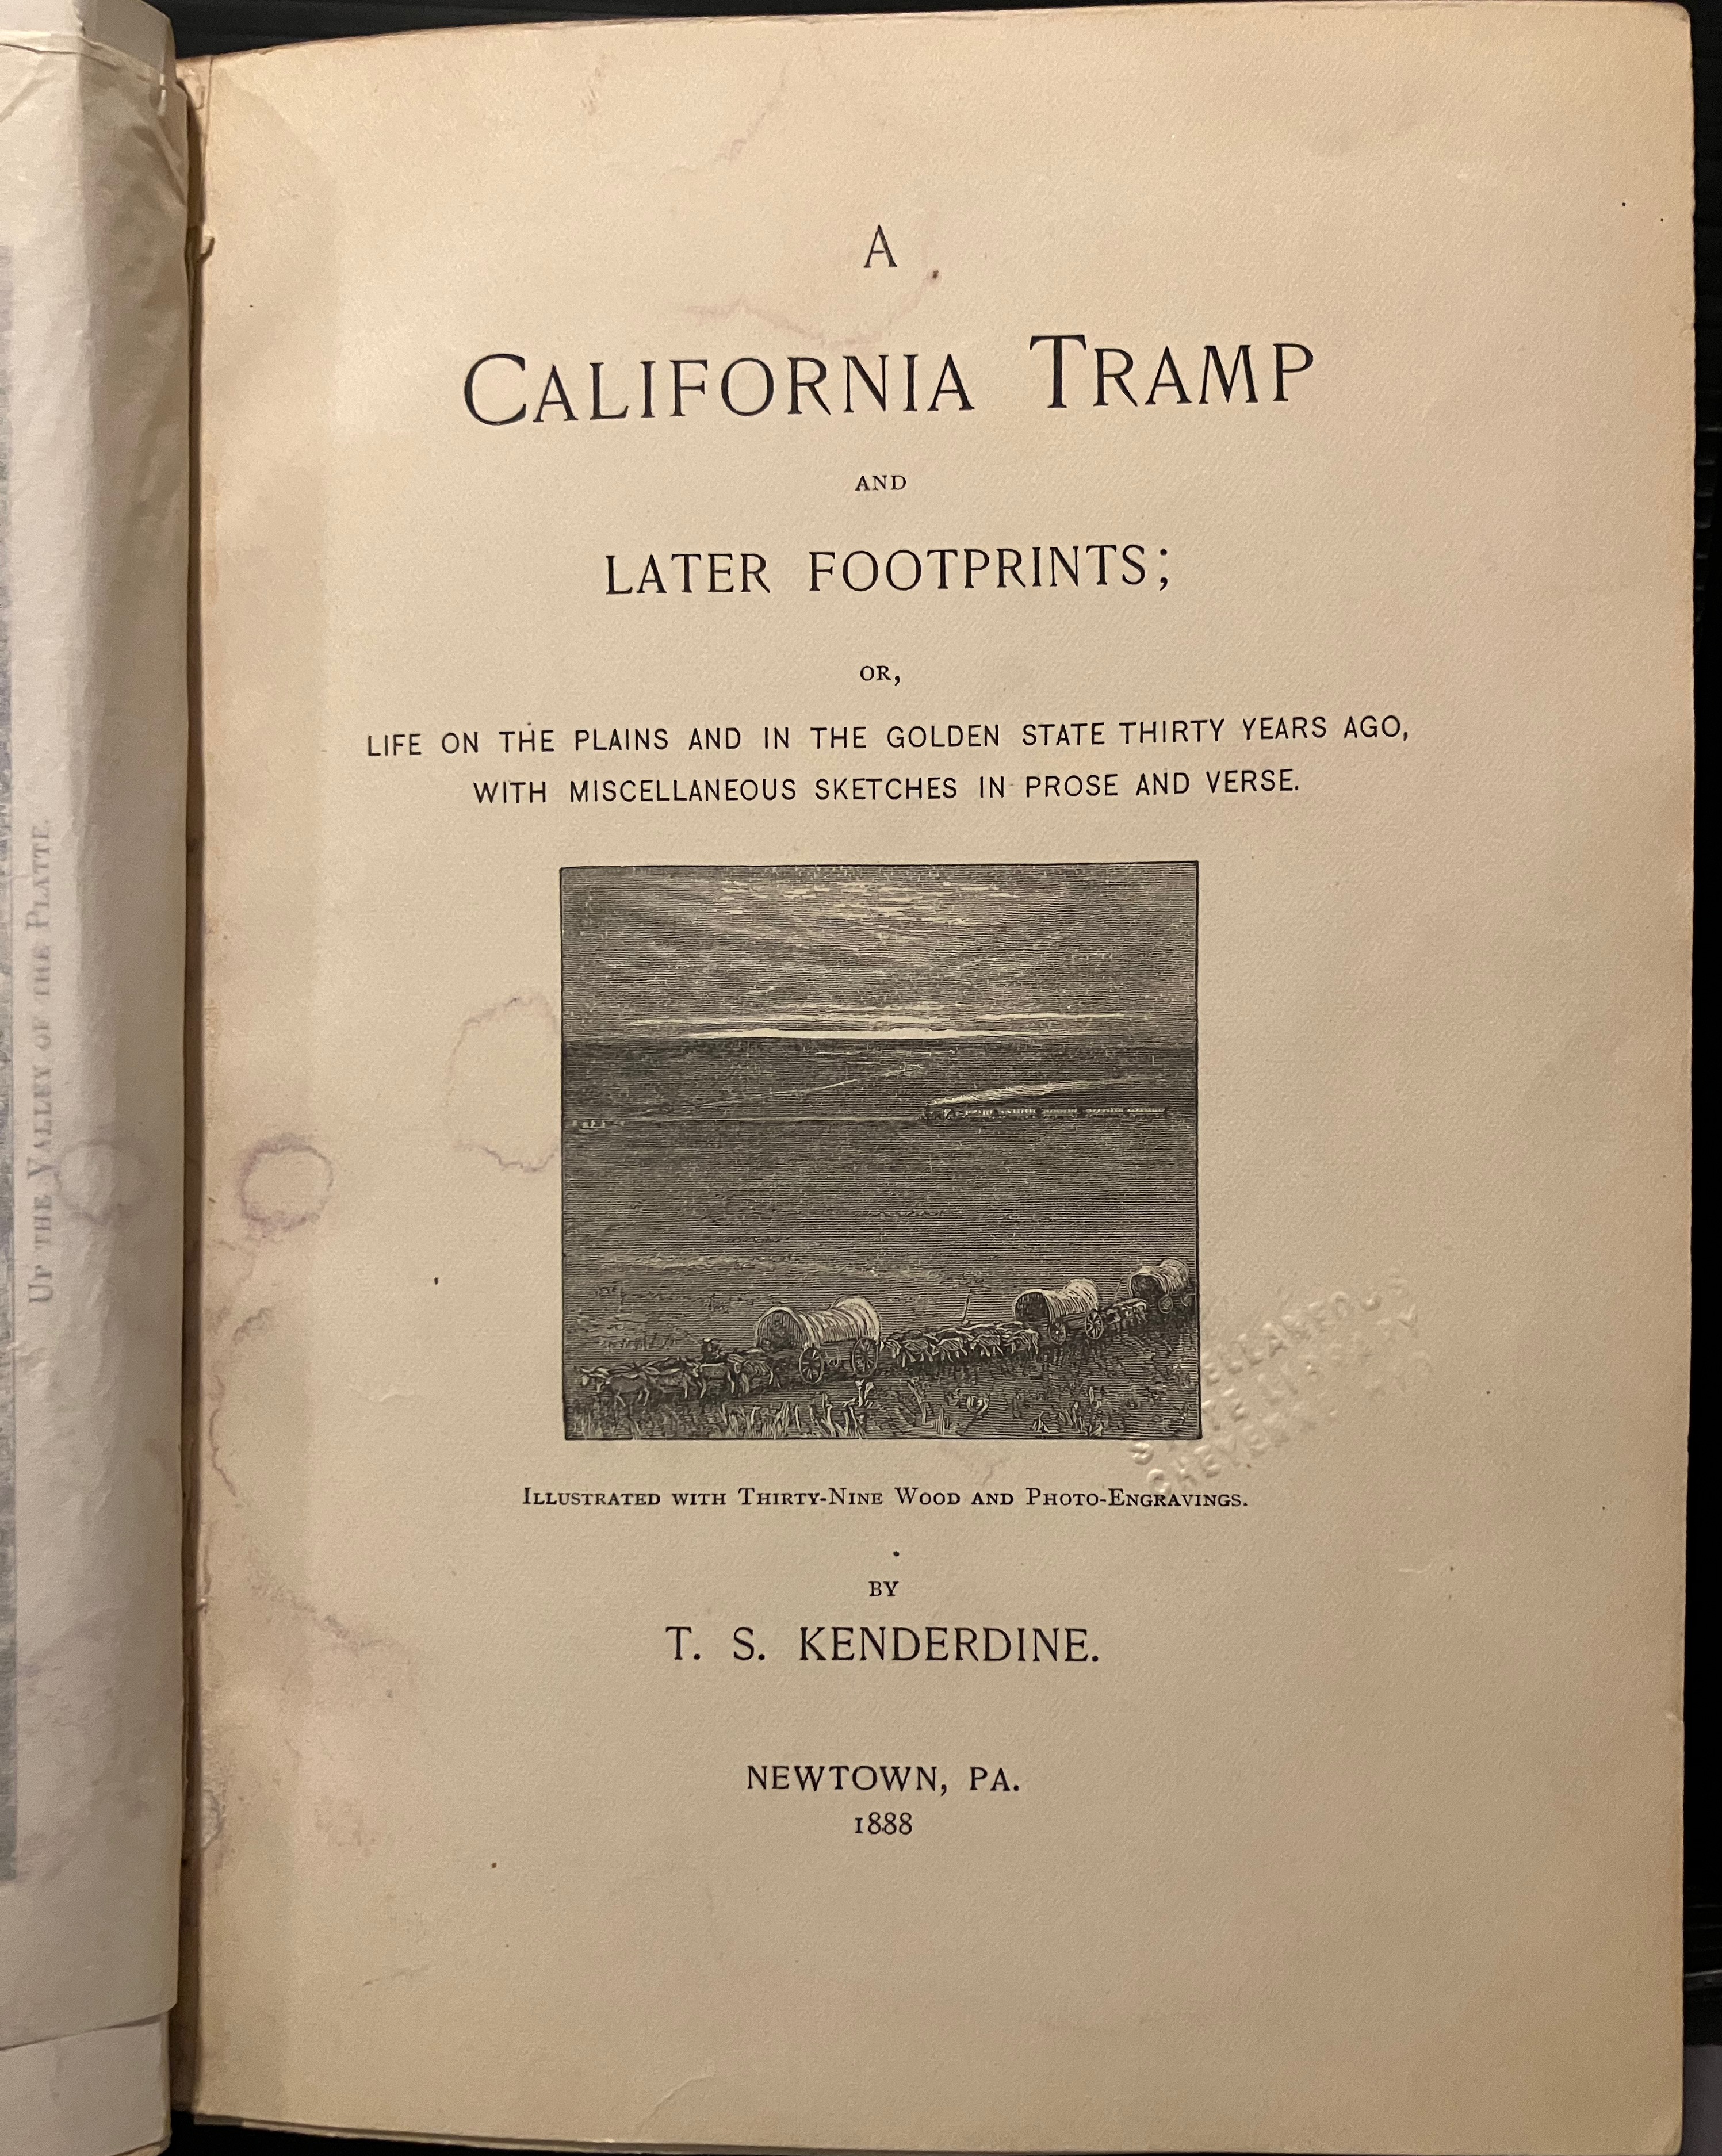 UP THE VALLEY OF THE PLATTE.
A
CALIFORNIA TRAMP
AND
LATER FOOTPRINTS;
OR,
LIFE ON THE PLAINS AND IN THE GOLDEN STATE THIRTY YEARS AGO,
WITH MISCELLANEOUS SKETCHES IN PROSE AND VERSE.
ILLUSTRATED WITH THIRTY-NINE WOOD AND PHOTO-ENGRAVINGS.
BY
T. S. KENDERDINE.
NEWTOWN, PA.
1888
LIBRARY